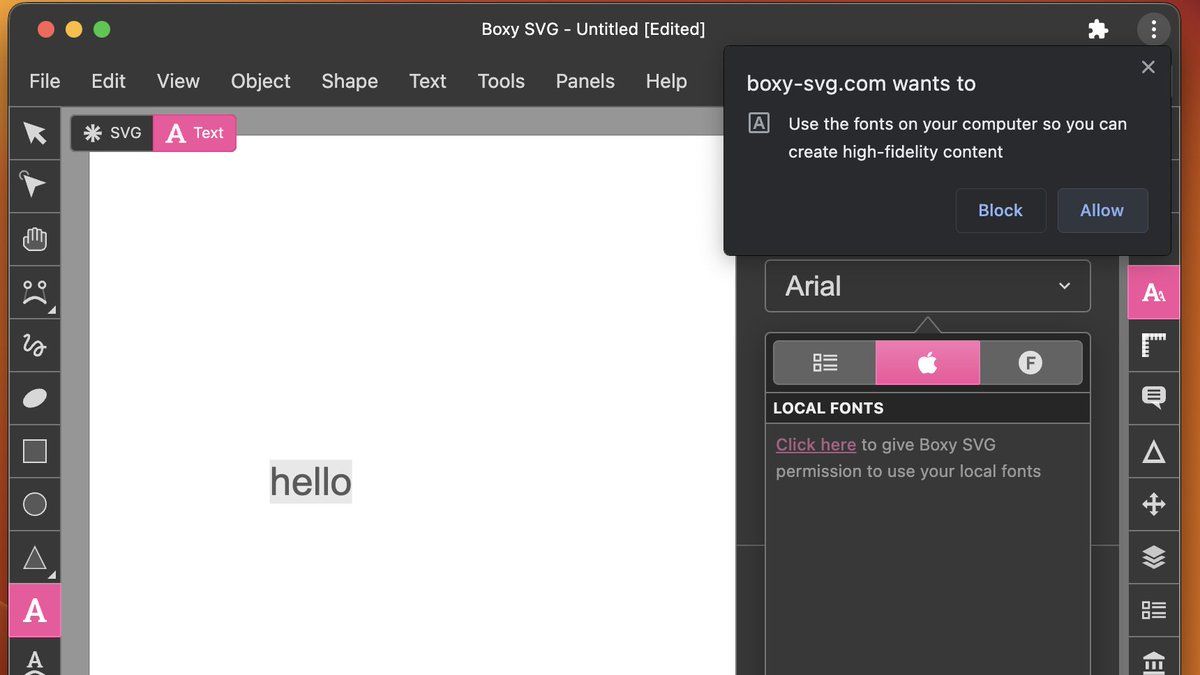 Boxy SVG - Untitled [Edited]
File Edit View Object Shape Text Tools Panels Help
boxy-svg.com wants to
Use the fonts on your computer so you can
create high-fidelity content
Block Allow
SVG Text
Arial
LOCAL FONTS
Click here to give Boxy SVG
permission to use your local fonts
hello